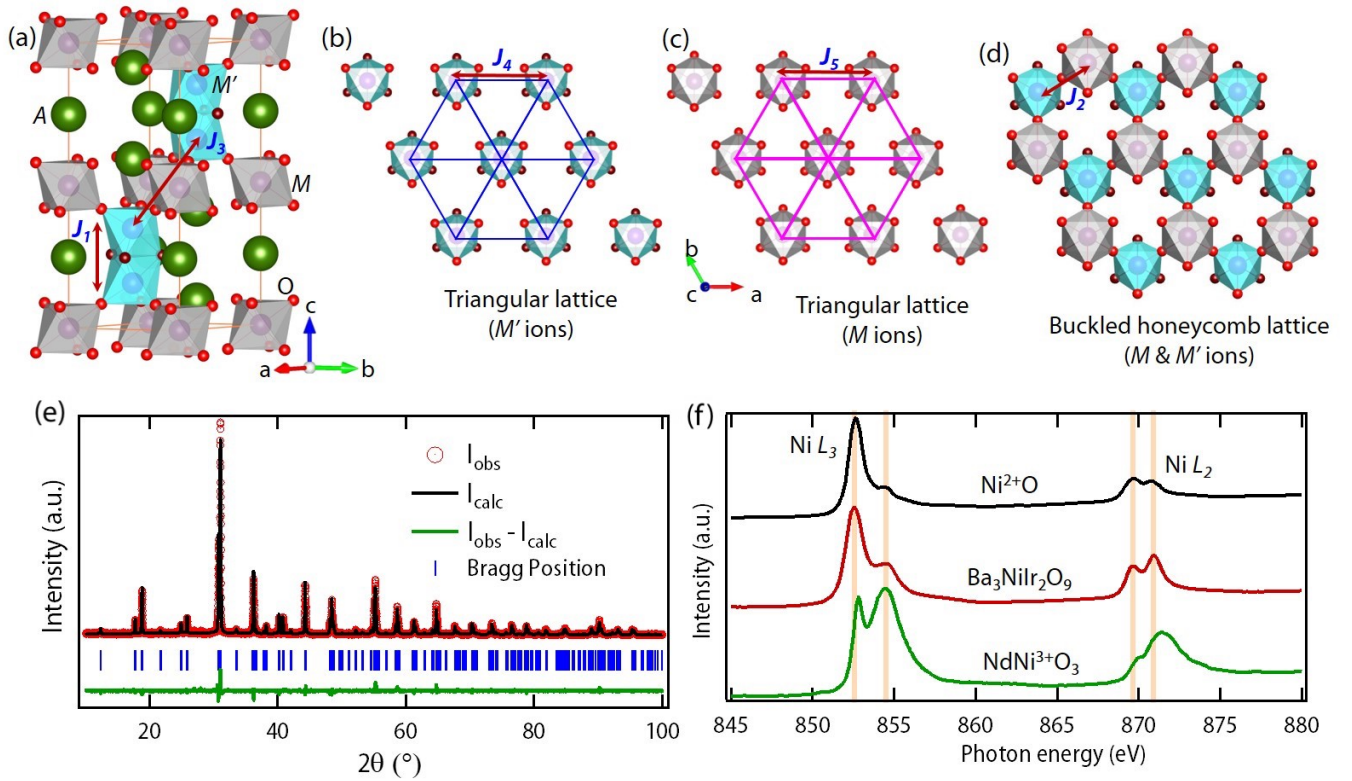 (a)
A
M'
J3
M
J1
O
c
a
b
(b)
J4
Triangular lattice
(M' ions)
(c)
J5
b
c
a
Triangular lattice
(M ions)
(d)
J2
Buckled honeycomb lattice
(M & M' ions)
(e)
Intensity (a.u.)
Iobs
Icalc
Iobs - Icalc
Bragg Position
20 40 60 80 100
2θ (°)
(f)
Intensity (a.u.)
Ni L3
Ni L2
Ni2+O
Ba3NiIr2O9
NdNi3+O3
845 850 855 860 865 870 875 880
Photon energy (eV)